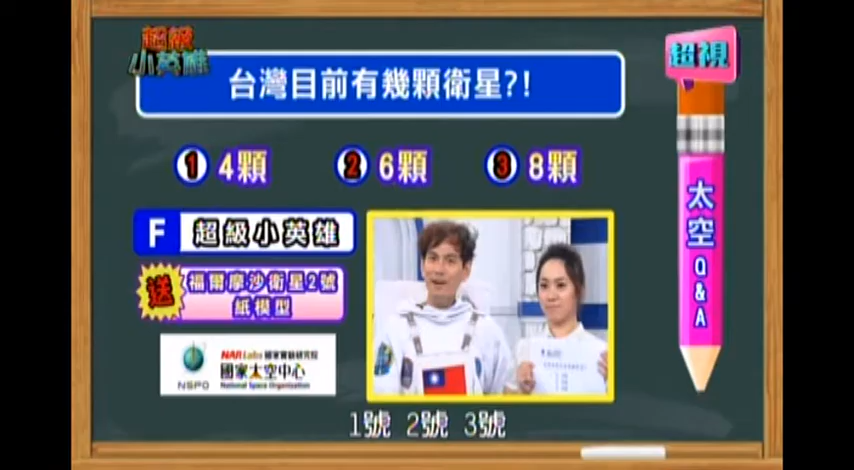 超級
小英雄
超視
台灣目前有幾顆衛星?!
1 4顆 2 6顆 3 8顆
太空Q&A
F 超級小英雄
送 福爾摩沙衛星2號
紙模型
NSPO
NARLabs 國家實驗研究院
國家太空中心
National Space Organization
1號 2號 3號